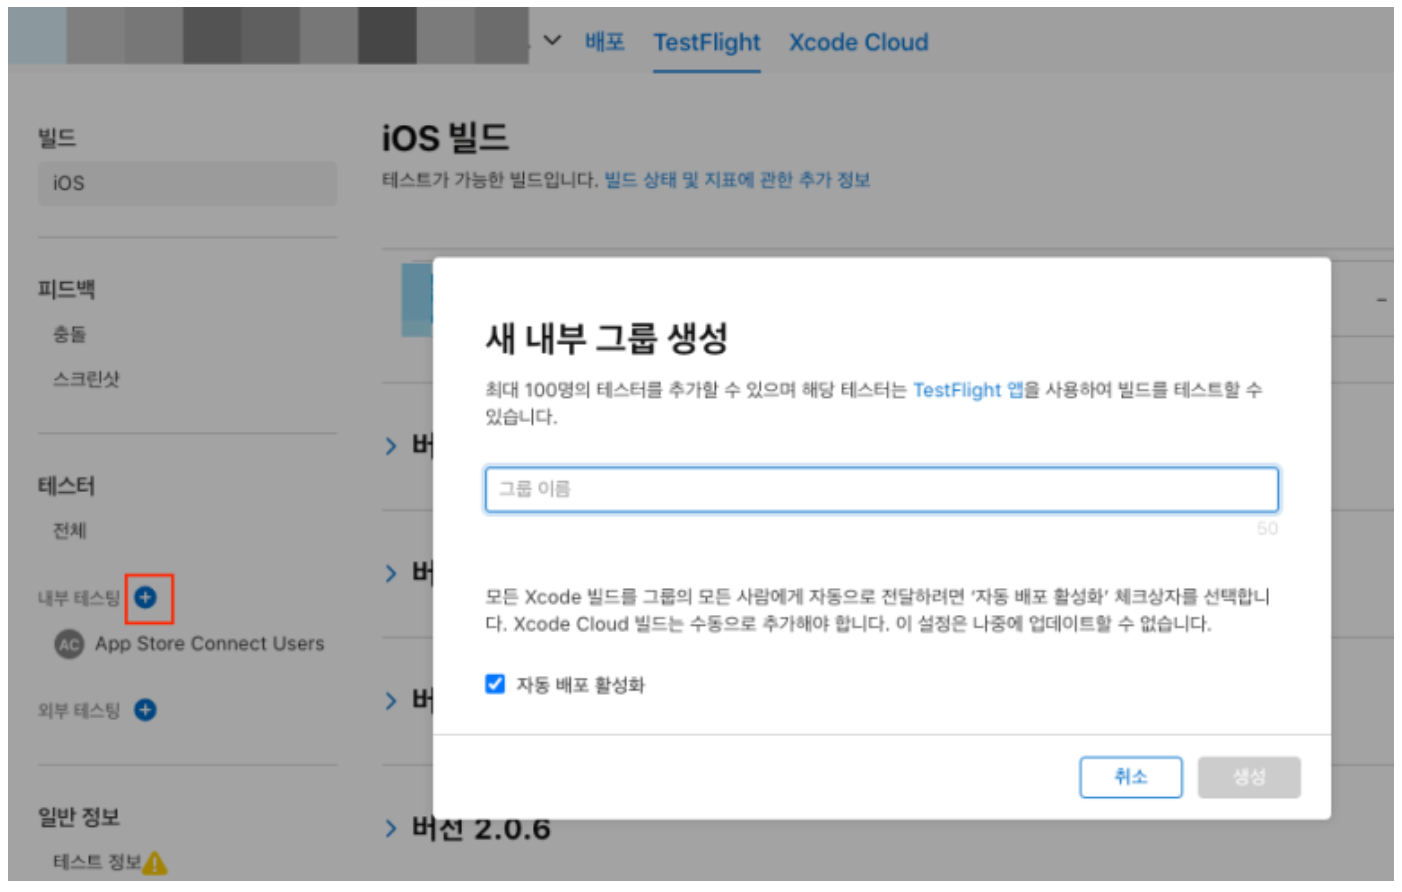 배포 TestFlight Xcode Cloud
빌드
iOS
피드백
충돌
스크린샷
테스터
전체
내부 테스팅
AC App Store Connect Users
외부 테스팅
일반 정보
테스트 정보
iOS 빌드
테스트가 가능한 빌드입니다. 빌드 상태 및 지표에 관한 추가 정보
새 내부 그룹 생성
최대 100명의 테스터를 추가할 수 있으며 해당 테스터는 TestFlight 앱을 사용하여 빌드를 테스트할 수
있습니다.
그룹 이름
50
모든 Xcode 빌드를 그룹의 모든 사람에게 자동으로 전달하려면 ‘자동 배포 활성화’ 체크상자를 선택합니
다. Xcode Cloud 빌드는 수동으로 추가해야 합니다. 이 설정은 나중에 업데이트할 수 없습니다.
자동 배포 활성화
취소 생성
버전 2.0.6